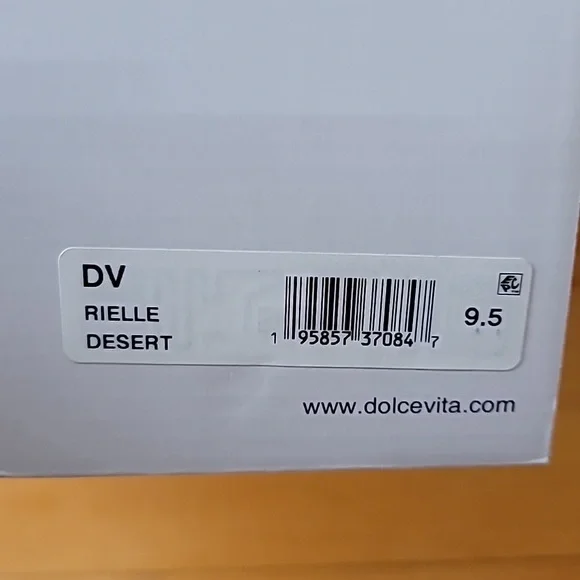 DV
RIELLE
DESERT
1 95857 37084 7
9.5
www.dolcevita.com